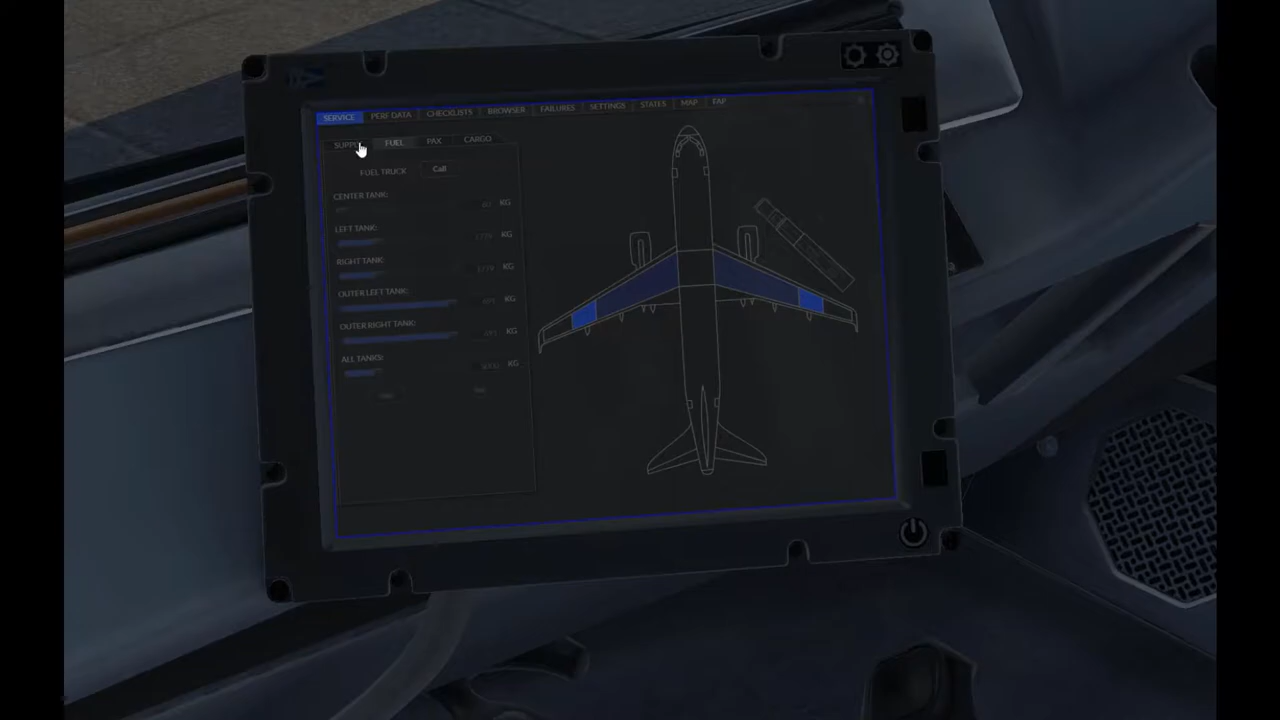 SERVICE PERF DATA CHECKLISTS BROWSER FAILURES SETTINGS STATES MAP FAP
FUEL PAX CARGO
FUEL TRUCK Call
CENTER TANK:
KG
LEFT TANK:
KG
RIGHT TANK:
KG
OUTER LEFT TANK:
KG
OUTER RIGHT TANK:
KG
ALL TANKS:
KG